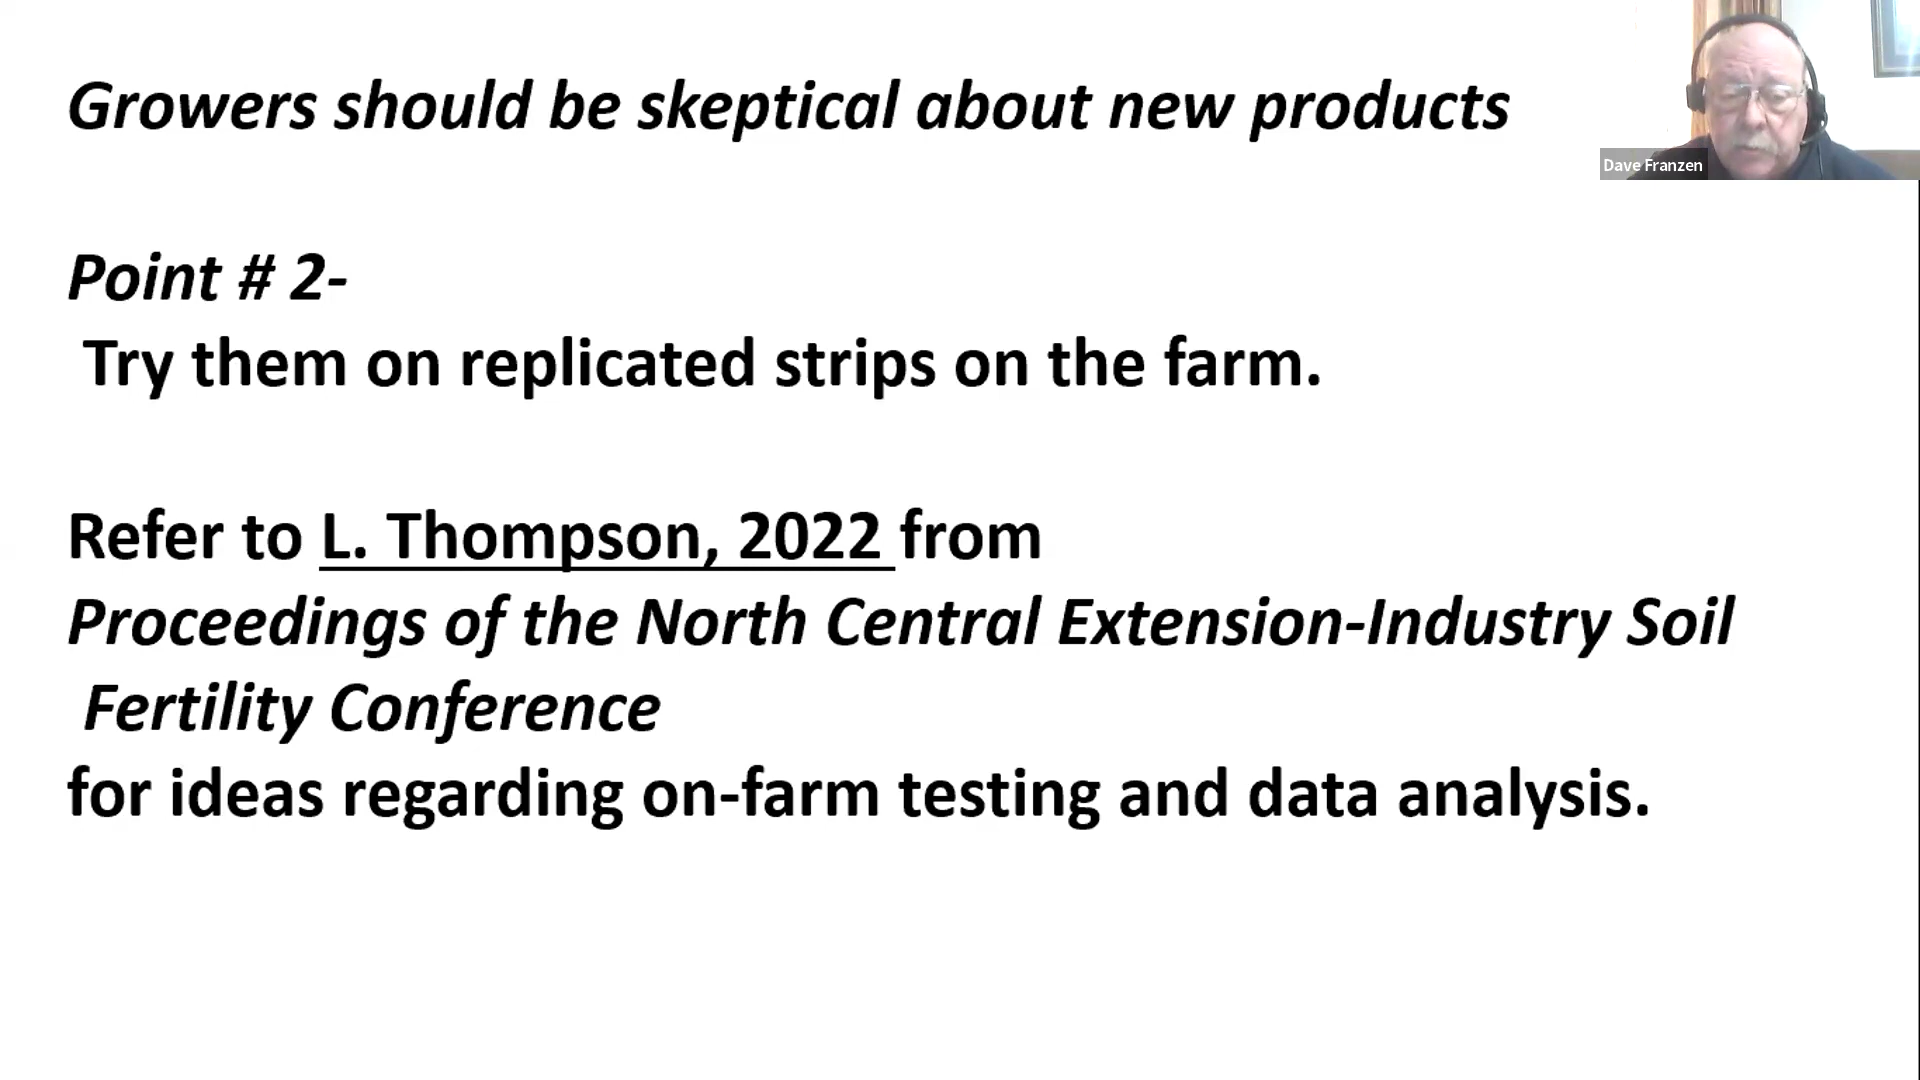 Growers should be skeptical about new products
Dave Franzen
Point # 2-
Try them on replicated strips on the farm.
Refer to L. Thompson, 2022 from
Proceedings of the North Central Extension-Industry Soil
Fertility Conference
for ideas regarding on-farm testing and data analysis.